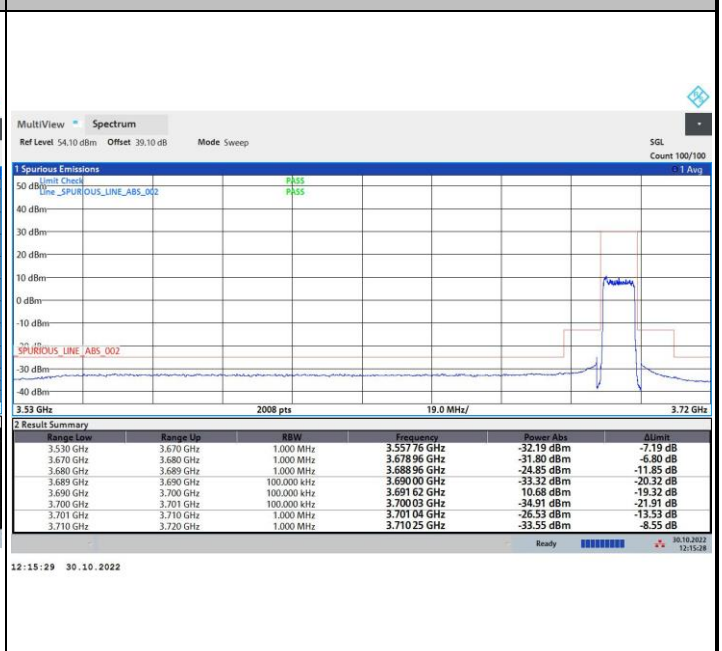 MultiView Spectrum
Ref Level 54.10 dBm Offset 39.10 dB Mode Sweep SGL
Count 100/100
1 Spurious Emissions 1 Avg
Limit Check PASS
50 dBm
Line _SPURIOUS_LINE_ABS_002 PASS
40 dBm
30 dBm
20 dBm
10 dBm
0 dBm
-10 dBm
-20 dBm
_SPURIOUS_LINE_ABS_002
-30 dBm
-40 dBm
3.53 GHz 2008 pts 19.0 MHz/ 3.72 GHz
2 Result Summary
Range Low Range Up RBW Frequency Power Abs ΔLimit
3.530 GHz 3.670 GHz 1.000 MHz 3.557 76 GHz -32.19 dBm -7.19 dB
3.670 GHz 3.680 GHz 1.000 MHz 3.678 96 GHz -31.80 dBm -6.80 dB
3.680 GHz 3.689 GHz 1.000 MHz 3.688 96 GHz -24.85 dBm -11.85 dB
3.689 GHz 3.690 GHz 100.000 kHz 3.690 00 GHz -33.32 dBm -20.32 dB
3.690 GHz 3.700 GHz 100.000 kHz 3.691 62 GHz 10.68 dBm -19.32 dB
3.700 GHz 3.701 GHz 100.000 kHz 3.700 03 GHz -34.91 dBm -21.91 dB
3.701 GHz 3.710 GHz 1.000 MHz 3.701 04 GHz -26.53 dBm -13.53 dB
3.710 GHz 3.720 GHz 1.000 MHz 3.710 25 GHz -33.55 dBm -8.55 dB
Ready 30.10.2022
12:15:28
12:15:29 30.10.2022